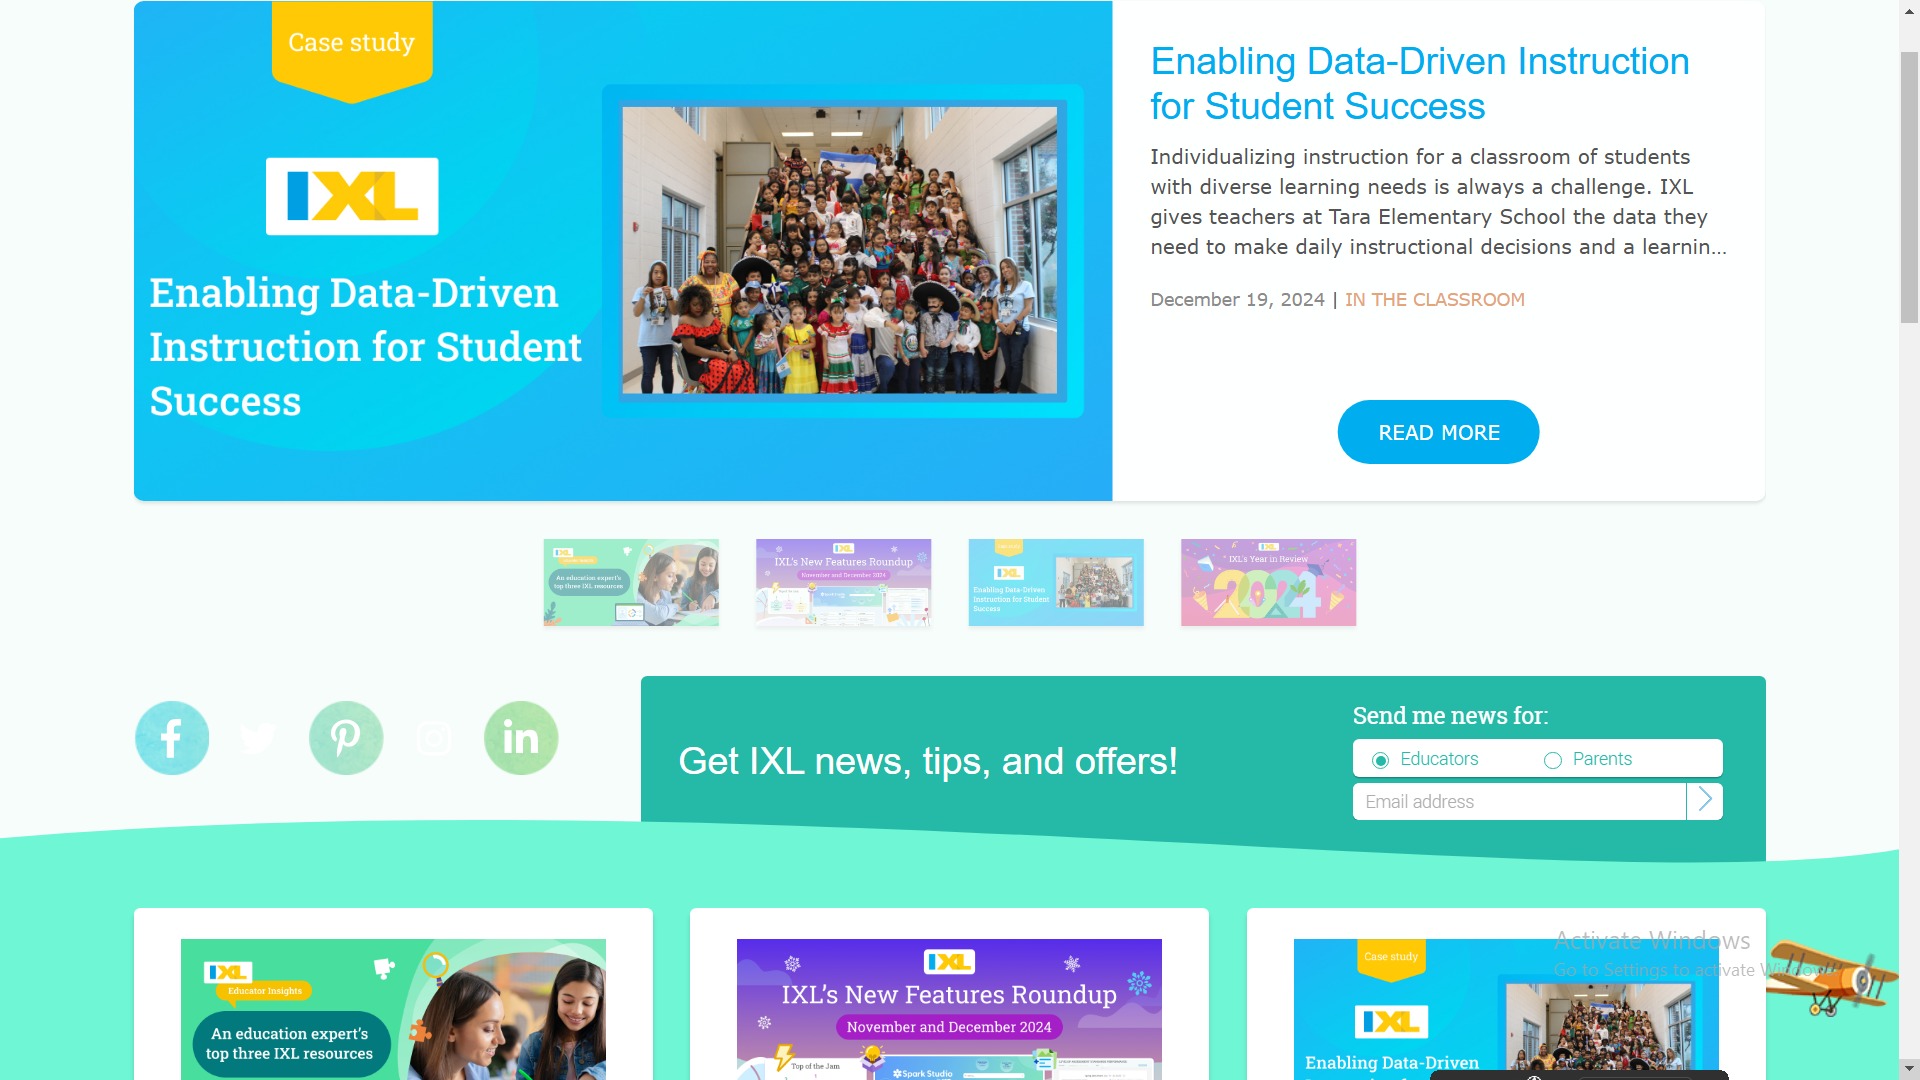 Case study
IXL
Enabling Data-Driven
Instruction for Student
Success
Enabling Data-Driven Instruction
for Student Success
Individualizing instruction for a classroom of students
with diverse learning needs is always a challenge. IXL
gives teachers at Tara Elementary School the data they
need to make daily instructional decisions and a learnin...
December 19, 2024 | IN THE CLASSROOM
READ MORE
IXL
An education expert's
top three IXL resources
IXL
IXL's New Features Roundup
November and December 2024
IXL
Enabling Data-Driven
Instruction for Student
Success
IXL
IXL's Year in Review
2024
f
in
Get IXL news, tips, and offers!
Send me news for:
Educators
Parents
Email address
IXL
Educator Insights
An education expert's
top three IXL resources
IXL
IXL's New Features Roundup
November and December 2024
Top of the Jam
Spark Studio
Case study
IXL
Enabling Data-Driven
Activate Windows
Go to Settings to activate Windows.